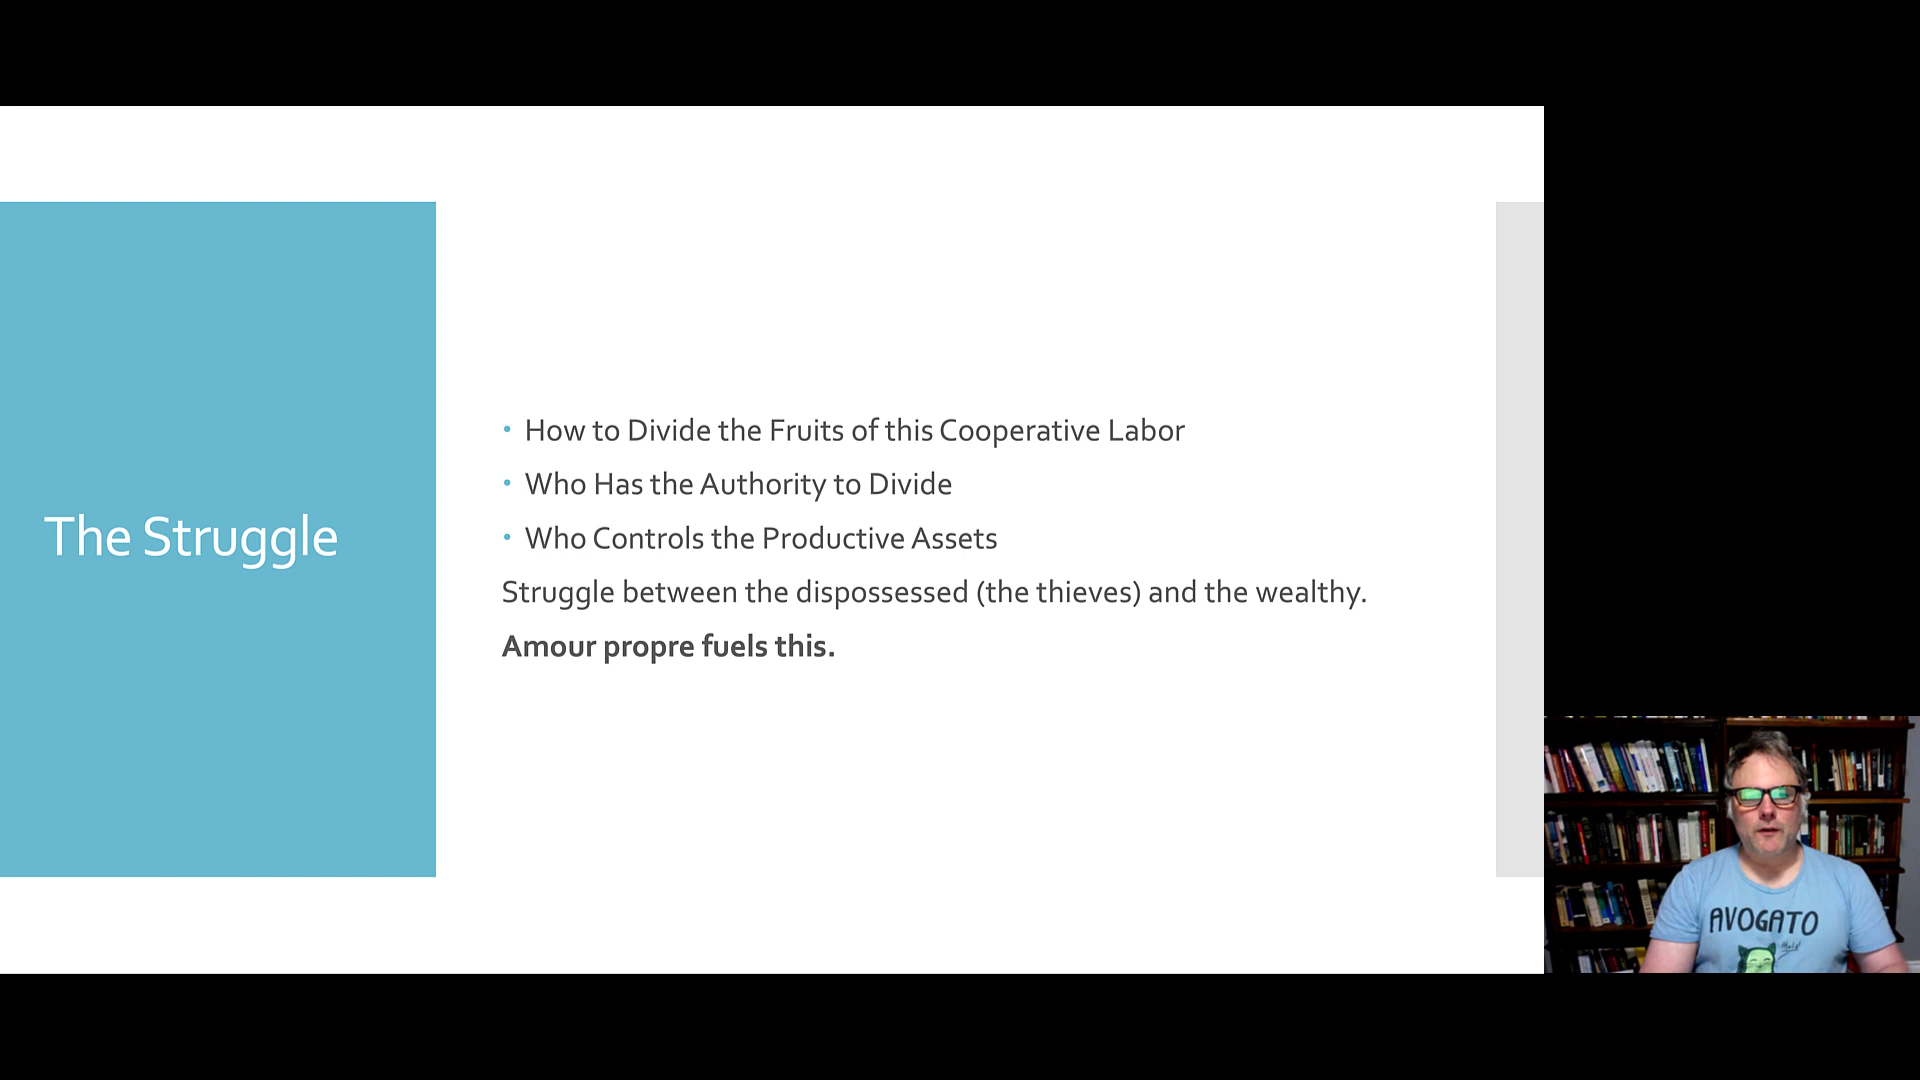 The Struggle
• How to Divide the Fruits of this Cooperative Labor
• Who Has the Authority to Divide
• Who Controls the Productive Assets
Struggle between the dispossessed (the thieves) and the wealthy.
Amour propre fuels this.
AVOGATO